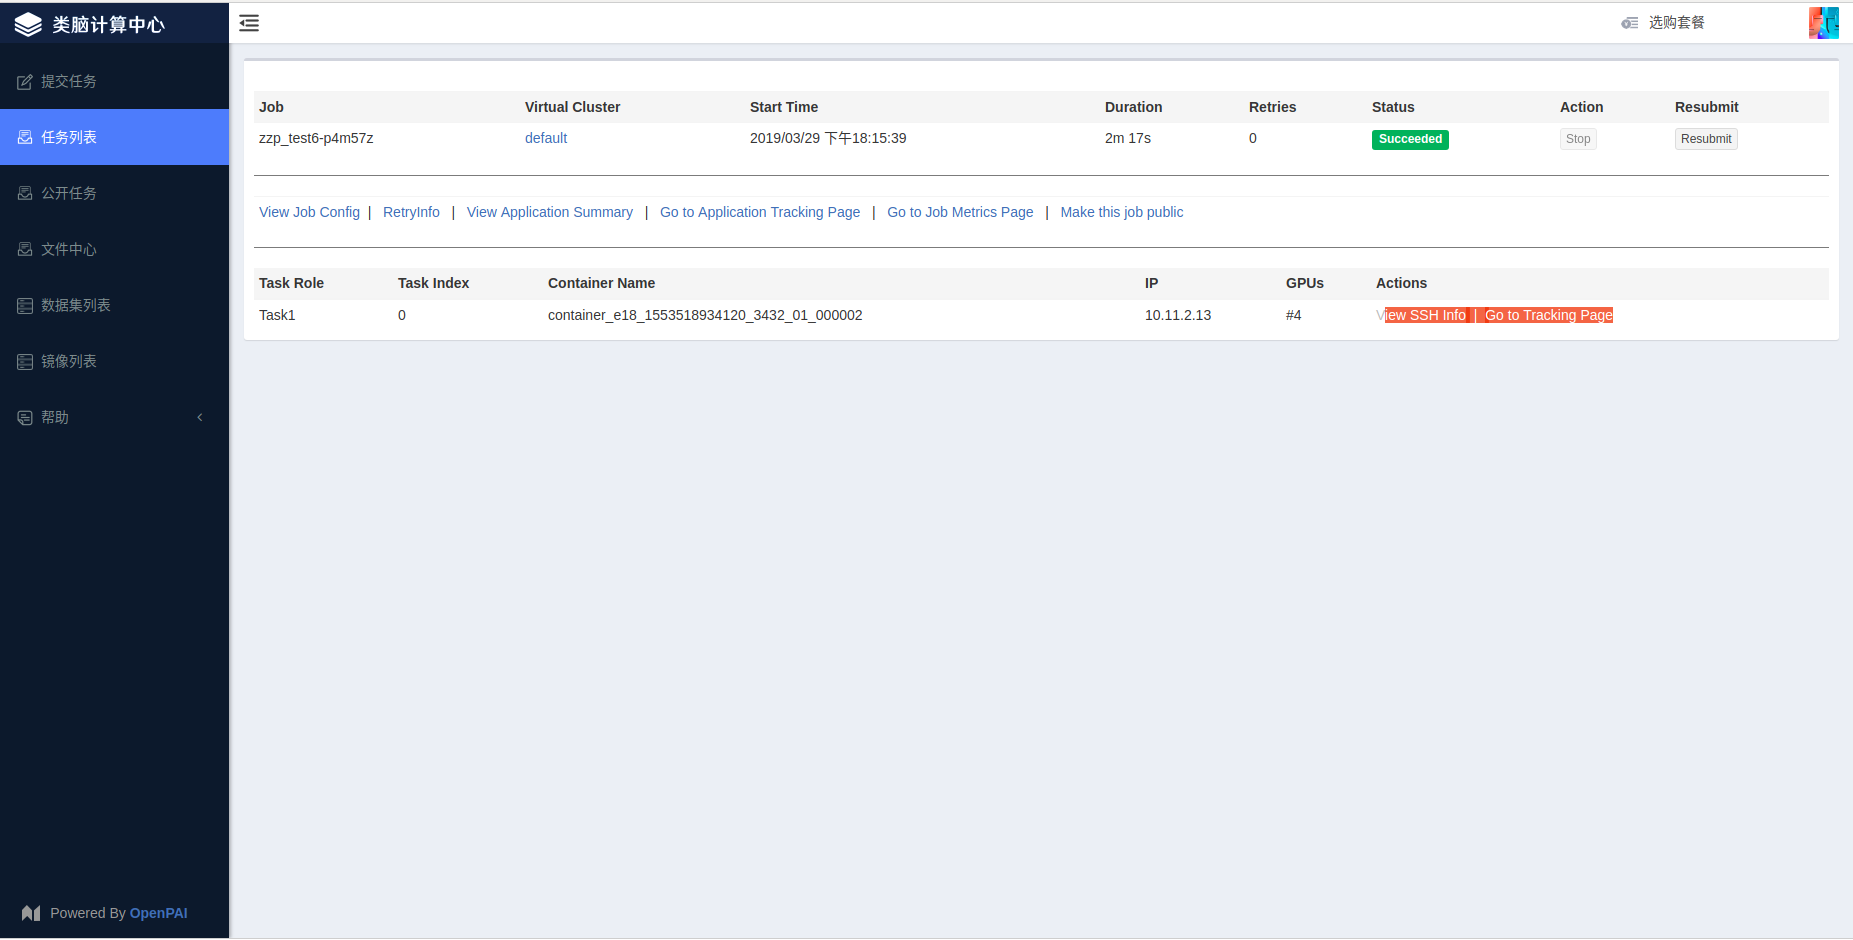 类脑计算中心
选购套餐
提交任务
任务列表
公开任务
文件中心
数据集列表
镜像列表
帮助
Job Virtual Cluster Start Time Duration Retries Status Action Resubmit
zzp_test6-p4m57z default 2019/03/29 下午18:15:39 2m 17s 0 Succeeded Stop Resubmit
View Job Config | RetryInfo | View Application Summary | Go to Application Tracking Page | Go to Job Metrics Page | Make this job public
Task Role Task Index Container Name IP GPUs Actions
Task1 0 container_e18_1553518934120_3432_01_000002 10.11.2.13 #4 View SSH Info | Go to Tracking Page
Powered By OpenPAI